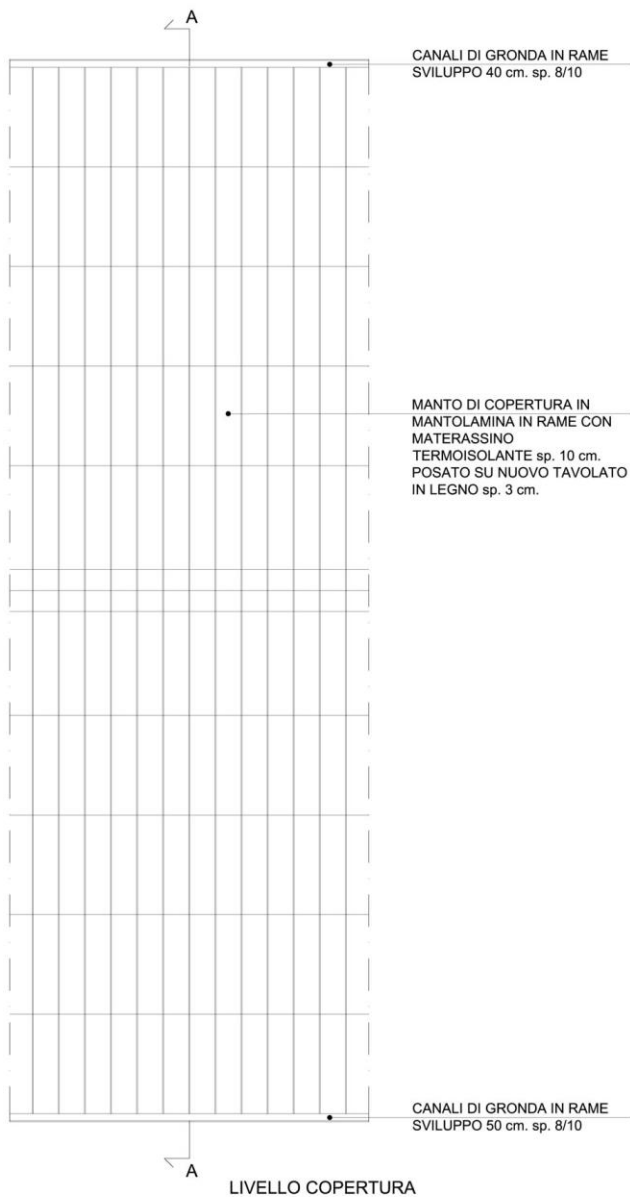 A
CANALI DI GRONDA IN RAME
SVILUPPO 40 cm. sp. 8/10
MANTO DI COPERTURA IN
MANTOLAMINA IN RAME CON
MATERASSINO
TERMOISOLANTE sp. 10 cm.
POSATO SU NUOVO TAVOLATO
IN LEGNO sp. 3 cm.
CANALI DI GRONDA IN RAME
SVILUPPO 50 cm. sp. 8/10
A
LIVELLO COPERTURA